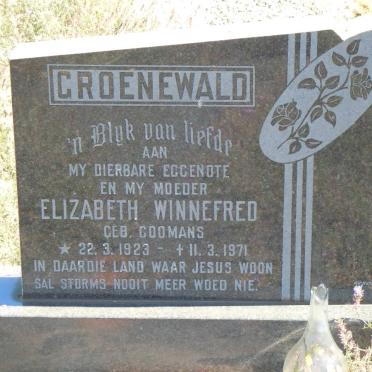 GROENEWALD
'n Blyk van liefde
AAN
MY DIERBARE EGGENOTE
EN MY MOEDER
ELIZABETH WINNEFRED
GEB. COOMANS
★ 22. 3. 1923 - ✝ 11. 3. 1971
IN DAARDIE LAND WAAR JESUS WOON
SAL STORMS NOOIT MEER WOED NIE.